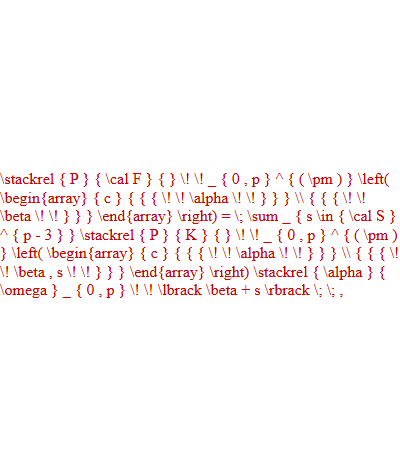 \stackrel { P } { \cal F } { } \! \! _ { 0 , p } ^ { ( \pm ) } \left(
\begin{array} { c } { { { \! \! \alpha \! \! } } } \\ { { { \! \!
\beta \! \! } } } \end{array} \right) = \; \sum _ { s \in { \cal S }
^ { p - 3 } } \stackrel { P } { K } { } \! \! _ { 0 , p } ^ { ( \pm )
} \left( \begin{array} { c } { { { \! \! \alpha \! \! } } } \\ { { { \!
\! \beta , s \! \! } } } \end{array} \right) \stackrel { \alpha } {
\omega } _ { 0 , p } \! \! \lbrack \beta + s \rbrack \; \; ,